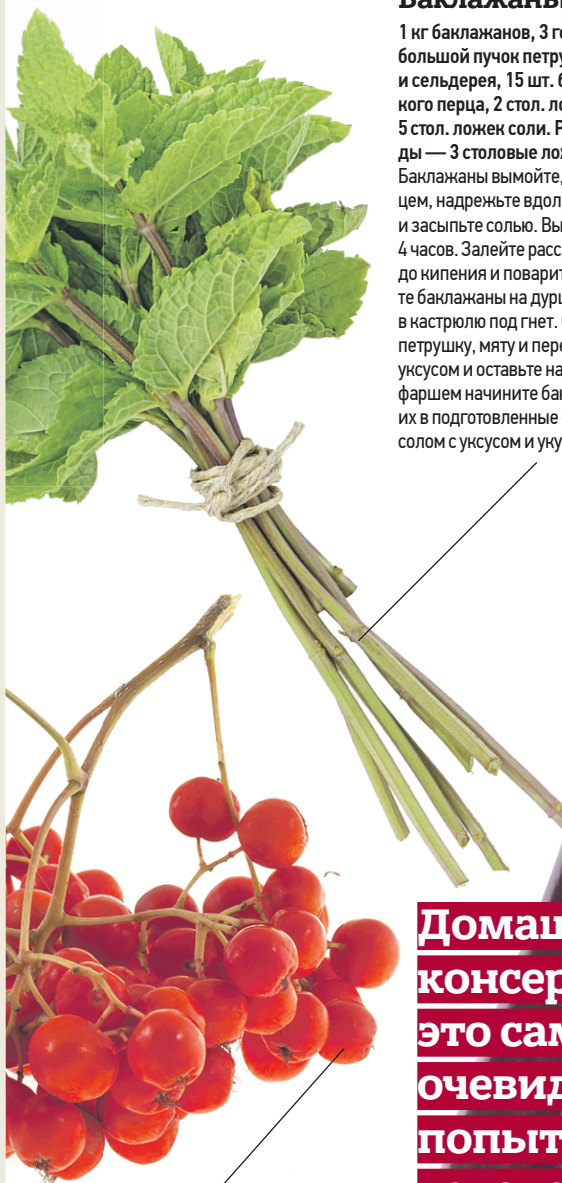 Баклажаны
1 кг баклажанов, 3 го
большой пучок петру
и сельдерея, 15 шт. б
кого перца, 2 стол. ло
5 стол. ложек соли. Р
ды — 3 столовые лож
Баклажаны вымойте,
цем, надрежьте вдол
и засыпьте солью. Вы
4 часов. Залейте расс
до кипения и поварит
те баклажаны на дурш
в кастрюлю под гнет.
петрушку, мяту и пере
уксусом и оставьте на
фаршем начините бак
их в подготовленные
солом с уксусом и уку
Домаш
консер
это сам
очевид
попыт